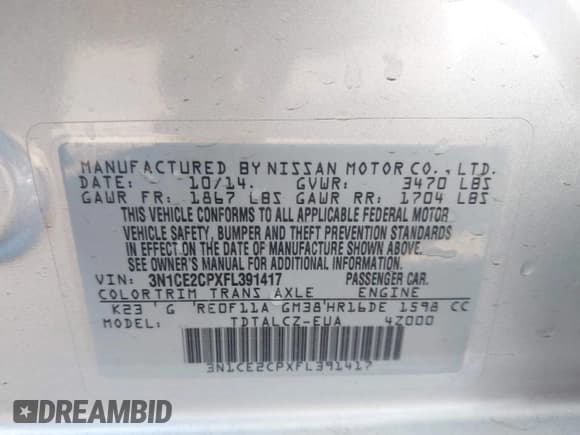 MANUFACTURED BY NISSAN MOTOR CO., LTD.
DATE: 10/14. GVWR: 3470 LBS
GAWR FR: 1867 LBS GAWR RR: 1704 LBS
THIS VEHICLE CONFORMS TO ALL APPLICABLE FEDERAL MOTOR
VEHICLE SAFETY, BUMPER AND THEFT PREVENTION STANDARDS
IN EFFECT ON THE DATE OF MANUFACTURE SHOWN ABOVE.
SEE OWNER'S MANUAL FOR ADDITIONAL INFORMATION.
VIN: 3N1CE2CPXFL391417 PASSENGER CAR.
COLOR TRIM TRANS AXLE ENGINE
K23 ' G 'RE0F11A GM38'HR16DE 1598 CC
MODEL: TDTALCZ-EUA 4Z000
3N1CE2CPXFL391417
DREAMBID